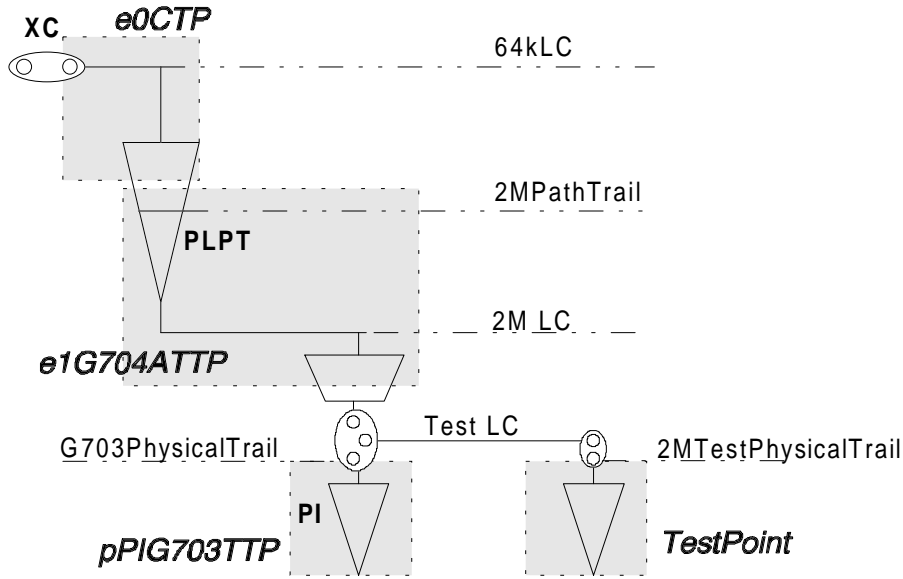 e0CTP
XC
64kLC
2MPathTrail
PLPT
2M LC
e1G704ATTP
Test LC
G703PhysicalTrail
2MTestPhysicalTrail
PI
pPIG703TTP
TestPoint